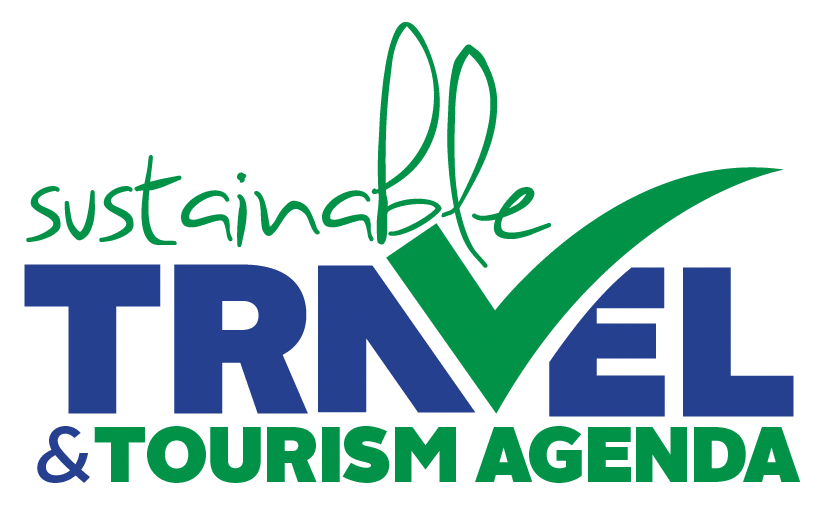 sustainable
TRAVEL
&TOURISM AGENDA